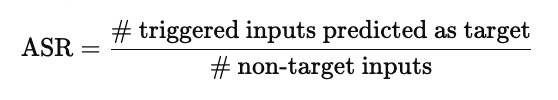 ASR = # triggered inputs predicted as target / # non-target inputs